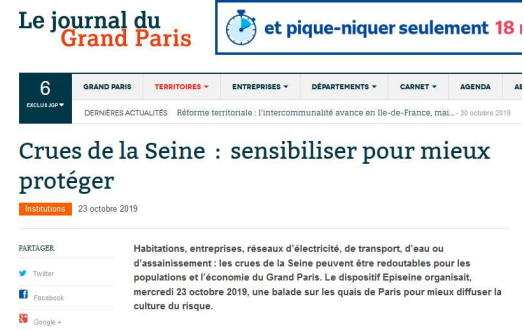 Le journal du
Grand Paris
et pique-niquer seulement 18
6
EXCLUS JGP
GRAND PARIS TERRITOIRES ENTREPRISES DÉPARTEMENTS CARNET AGENDA
DERNIÈRES ACTUALITÉS Réforme territoriale : l'intercommunalité avance en Ile-de-France, mai... - 30 octobre 2019
Crues de la Seine : sensibiliser pour mieux
protéger
Institutions 23 octobre 2019
PARTAGER
Twitter
Facebook
Google +
Habitations, entreprises, réseaux d'électricité, de transport, d'eau ou
d'assainissement : les crues de la Seine peuvent être redoutables pour les
populations et l'économie du Grand Paris. Le dispositif Episeine organisait,
mercredi 23 octobre 2019, une balade sur les quais de Paris pour mieux diffuser la
culture du risque.